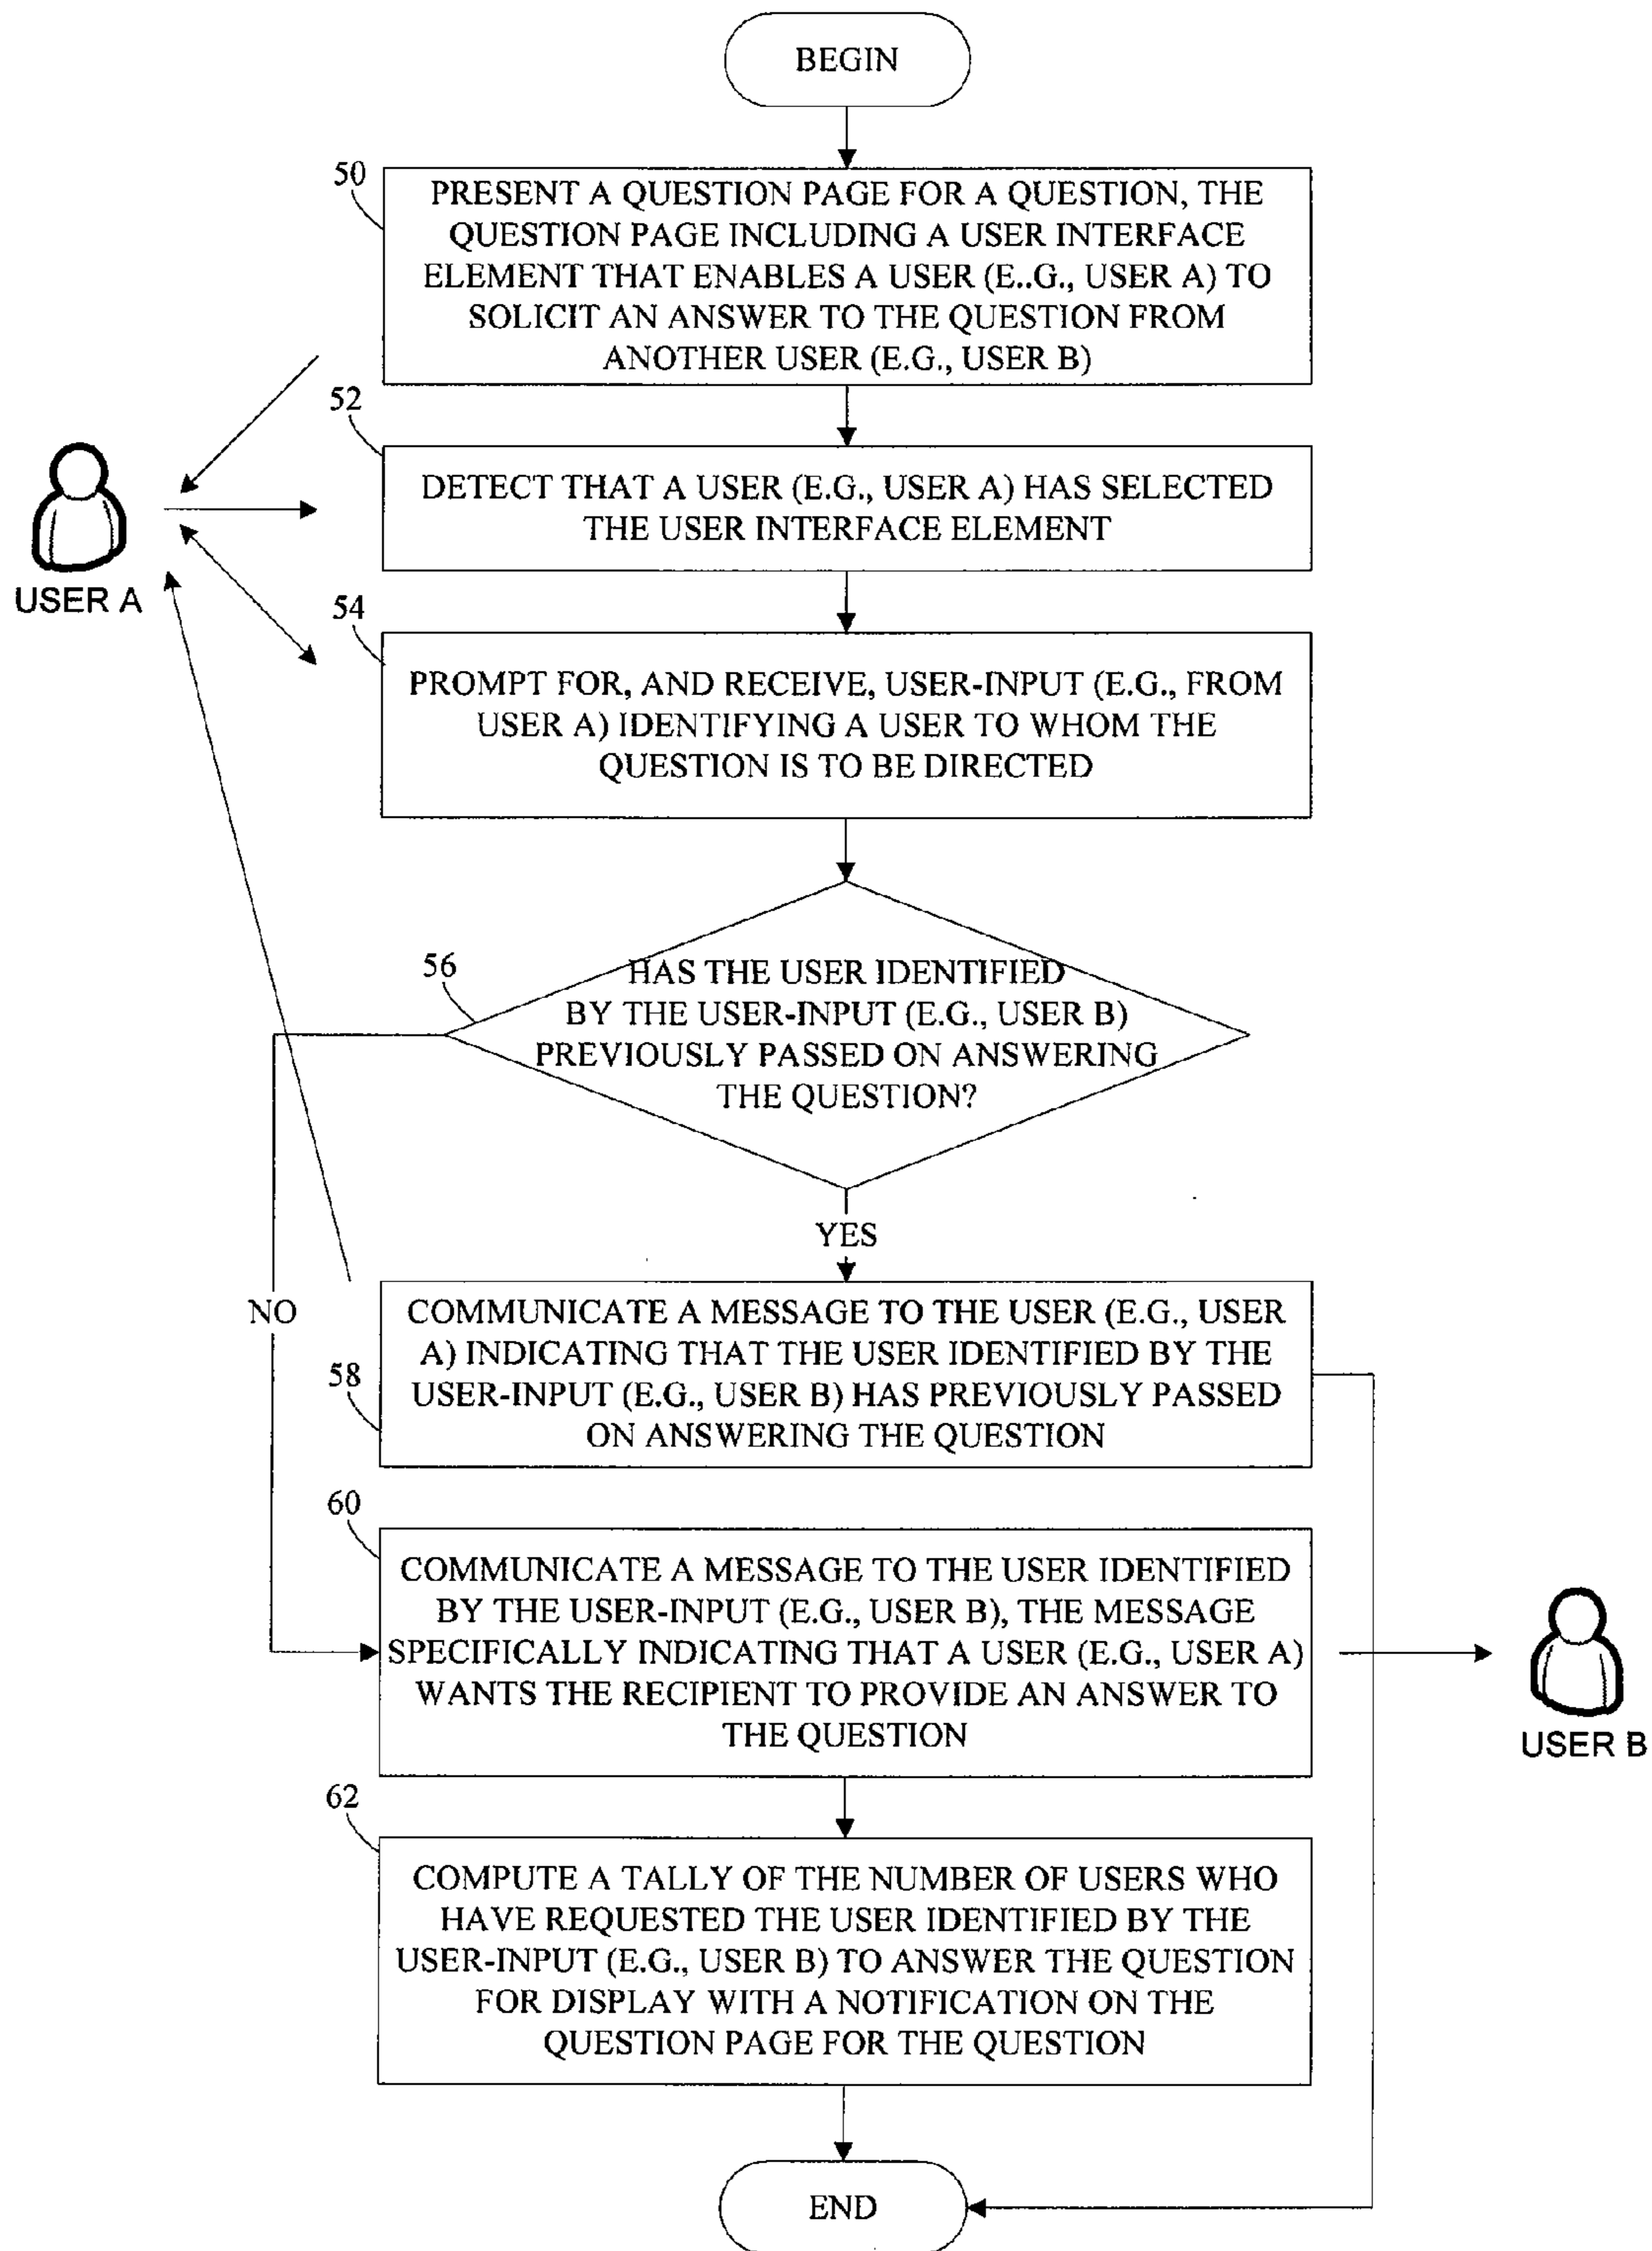 BEGIN
50
PRESENT A QUESTION PAGE FOR A QUESTION, THE
QUESTION PAGE INCLUDING A USER INTERFACE
ELEMENT THAT ENABLES A USER (E..G., USER A) TO
SOLICIT AN ANSWER TO THE QUESTION FROM
ANOTHER USER (E.G., USER B)
52
DETECT THAT A USER (E.G., USER A) HAS SELECTED
THE USER INTERFACE ELEMENT
USER A
54
PROMPT FOR, AND RECEIVE, USER-INPUT (E.G., FROM
USER A) IDENTIFYING A USER TO WHOM THE
QUESTION IS TO BE DIRECTED
56
HAS THE USER IDENTIFIED
BY THE USER-INPUT (E.G., USER B)
PREVIOUSLY PASSED ON ANSWERING
THE QUESTION?
YES
NO
58
COMMUNICATE A MESSAGE TO THE USER (E.G., USER
A) INDICATING THAT THE USER IDENTIFIED BY THE
USER-INPUT (E.G., USER B) HAS PREVIOUSLY PASSED
ON ANSWERING THE QUESTION
60
COMMUNICATE A MESSAGE TO THE USER IDENTIFIED
BY THE USER-INPUT (E.G., USER B), THE MESSAGE
SPECIFICALLY INDICATING THAT A USER (E.G., USER A)
WANTS THE RECIPIENT TO PROVIDE AN ANSWER TO
THE QUESTION
USER B
62
COMPUTE A TALLY OF THE NUMBER OF USERS WHO
HAVE REQUESTED THE USER IDENTIFIED BY THE
USER-INPUT (E.G., USER B) TO ANSWER THE QUESTION
FOR DISPLAY WITH A NOTIFICATION ON THE
QUESTION PAGE FOR THE QUESTION
END